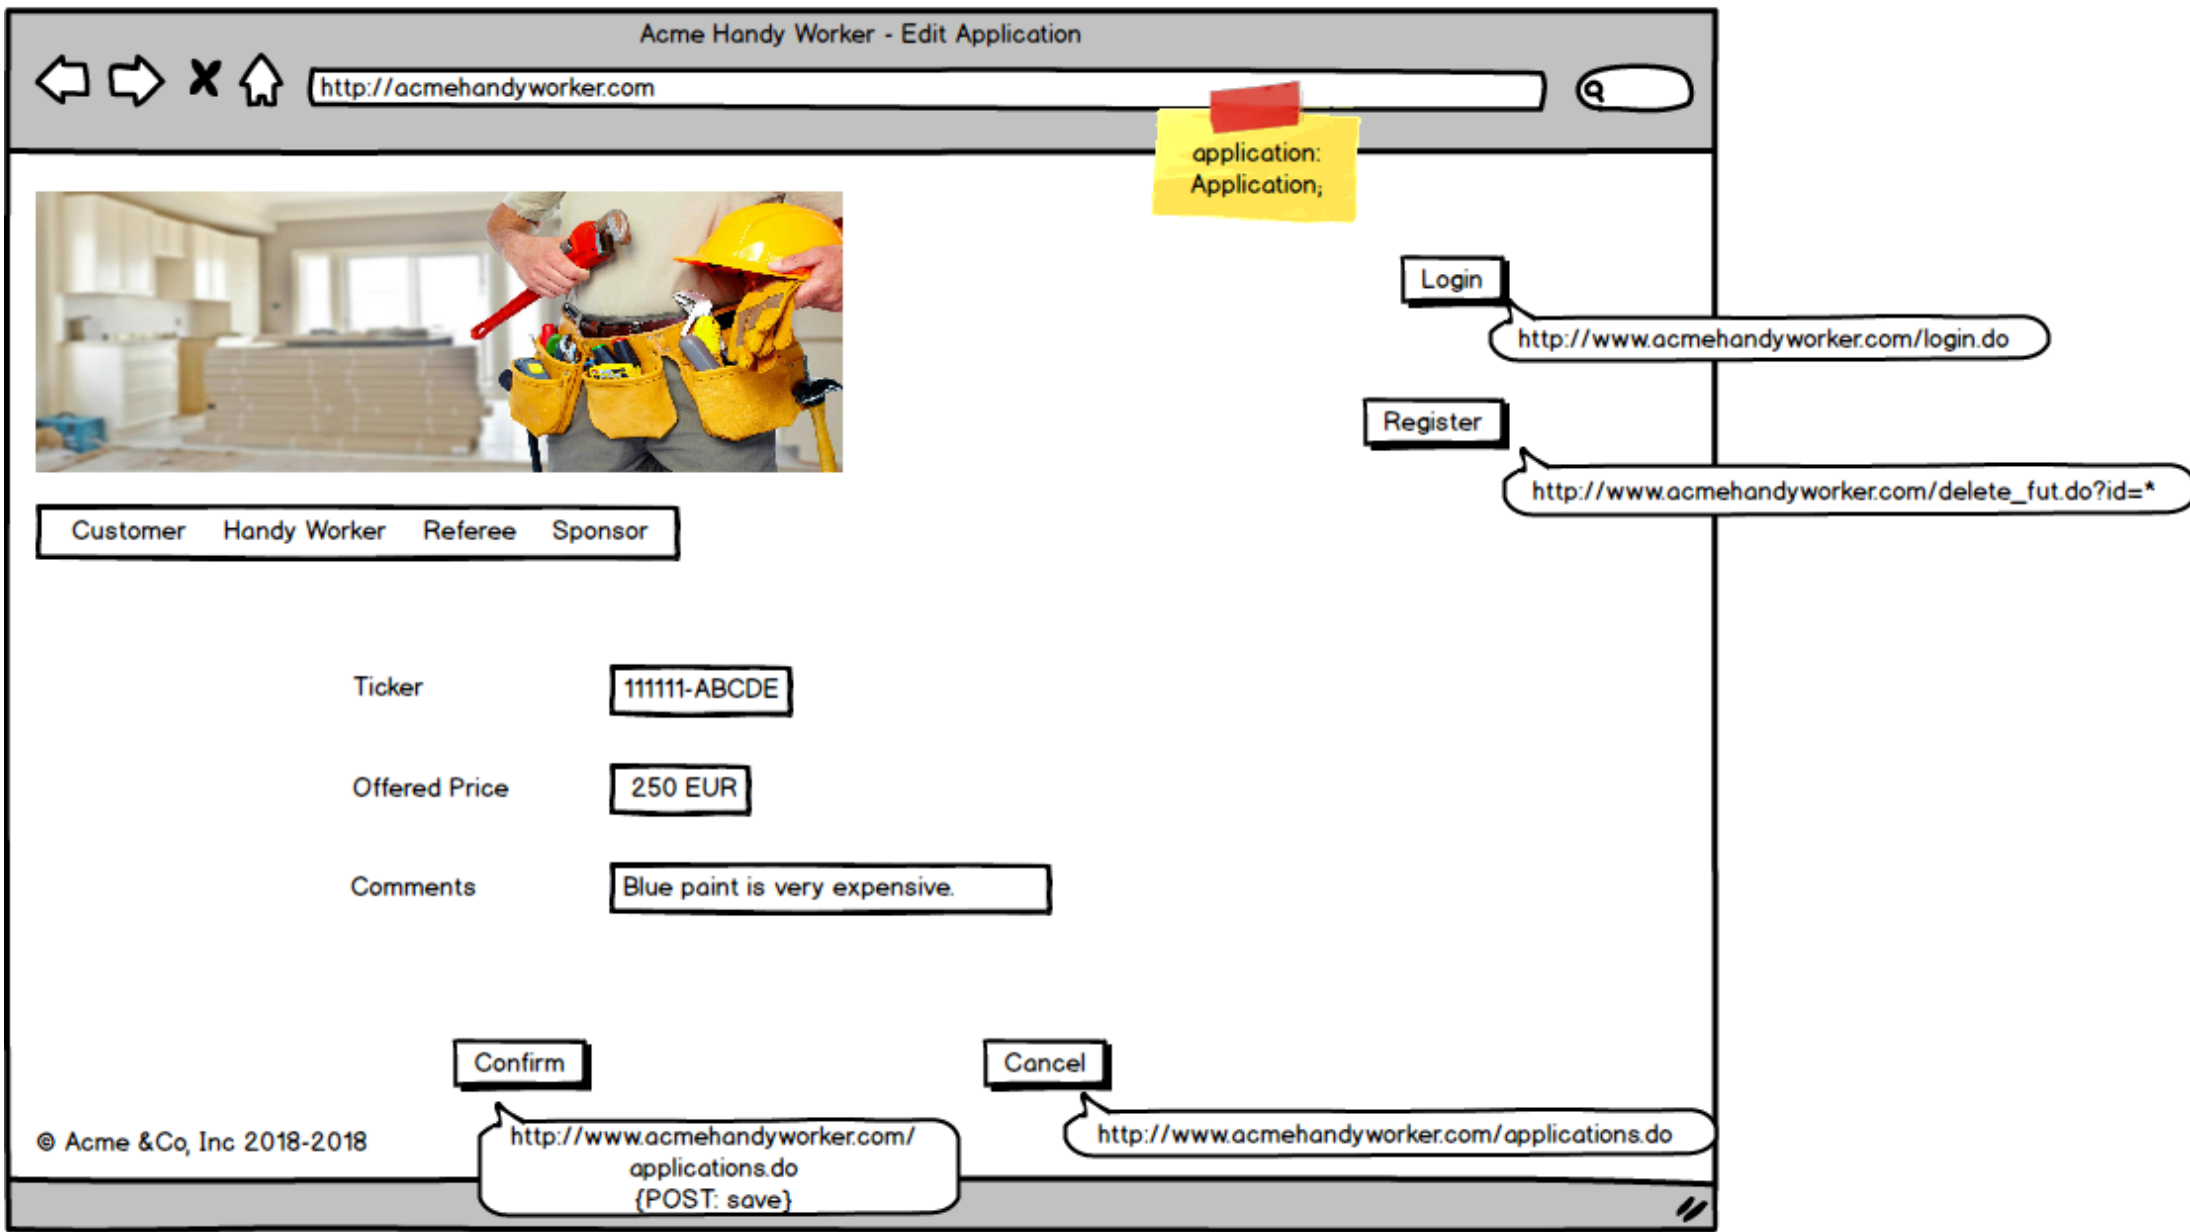 Acme Handy Worker - Edit Application
http://acmehandyworker.com
application:
Application;
Login
http://www.acmehandyworker.com/login.do
Register
http://www.acmehandyworker.com/delete_fut.do?id=*
Customer Handy Worker Referee Sponsor
Ticker 111111-ABCDE
Offered Price 250 EUR
Comments Blue paint is very expensive.
Confirm Cancel
http://www.acmehandyworker.com/
applications.do
{POST: save}
http://www.acmehandyworker.com/applications.do
© Acme &Co, Inc 2018-2018